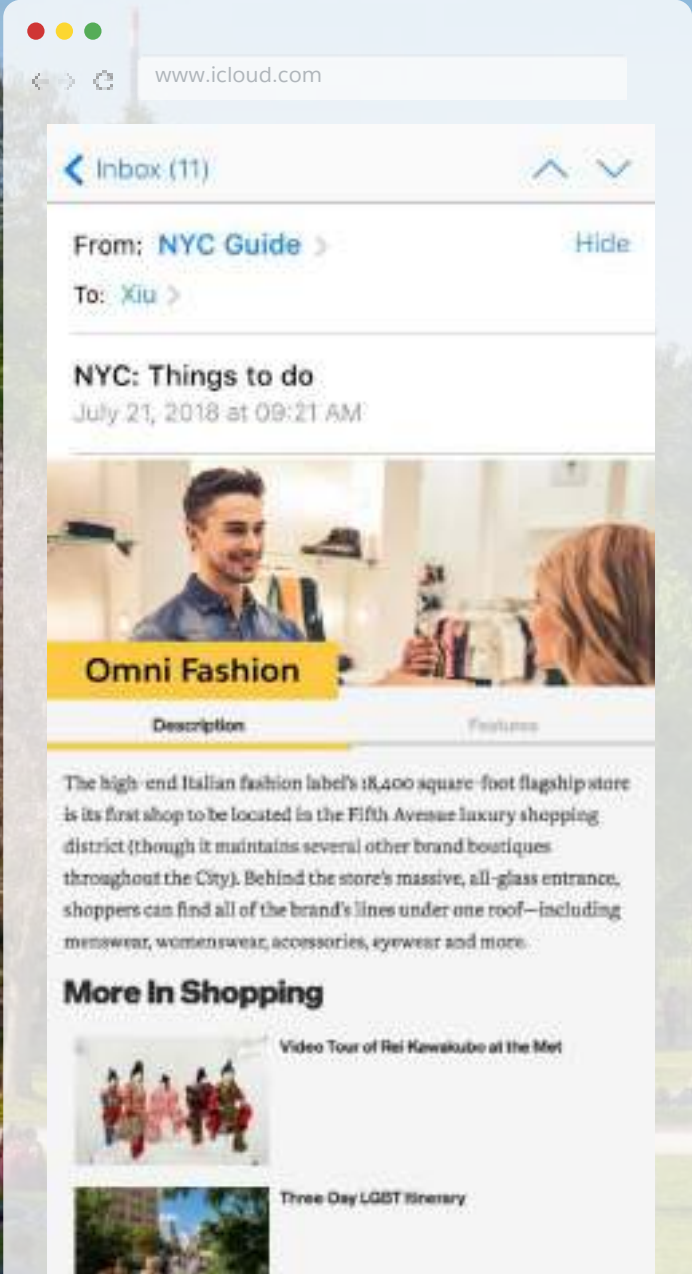 www.icloud.com
Inbox (11)
From: NYC Guide
Hide
To: Xiu
NYC: Things to do
July 21, 2018 at 09:21 AM
Omni Fashion
Description
Features
The high-end Italian fashion label's 18,400 square-foot flagship store
is its first shop to be located in the Fifth Avenue luxury shopping
district (though it maintains several other brand boutiques
throughout the City). Behind the store's massive, all-glass entrance,
shoppers can find all of the brand's lines under one roof—including
menswear, womenswear, accessories, eyewear and more.
More In Shopping
Video Tour of Rei Kawakubo at the Met
Three Day LGBT Itinerary